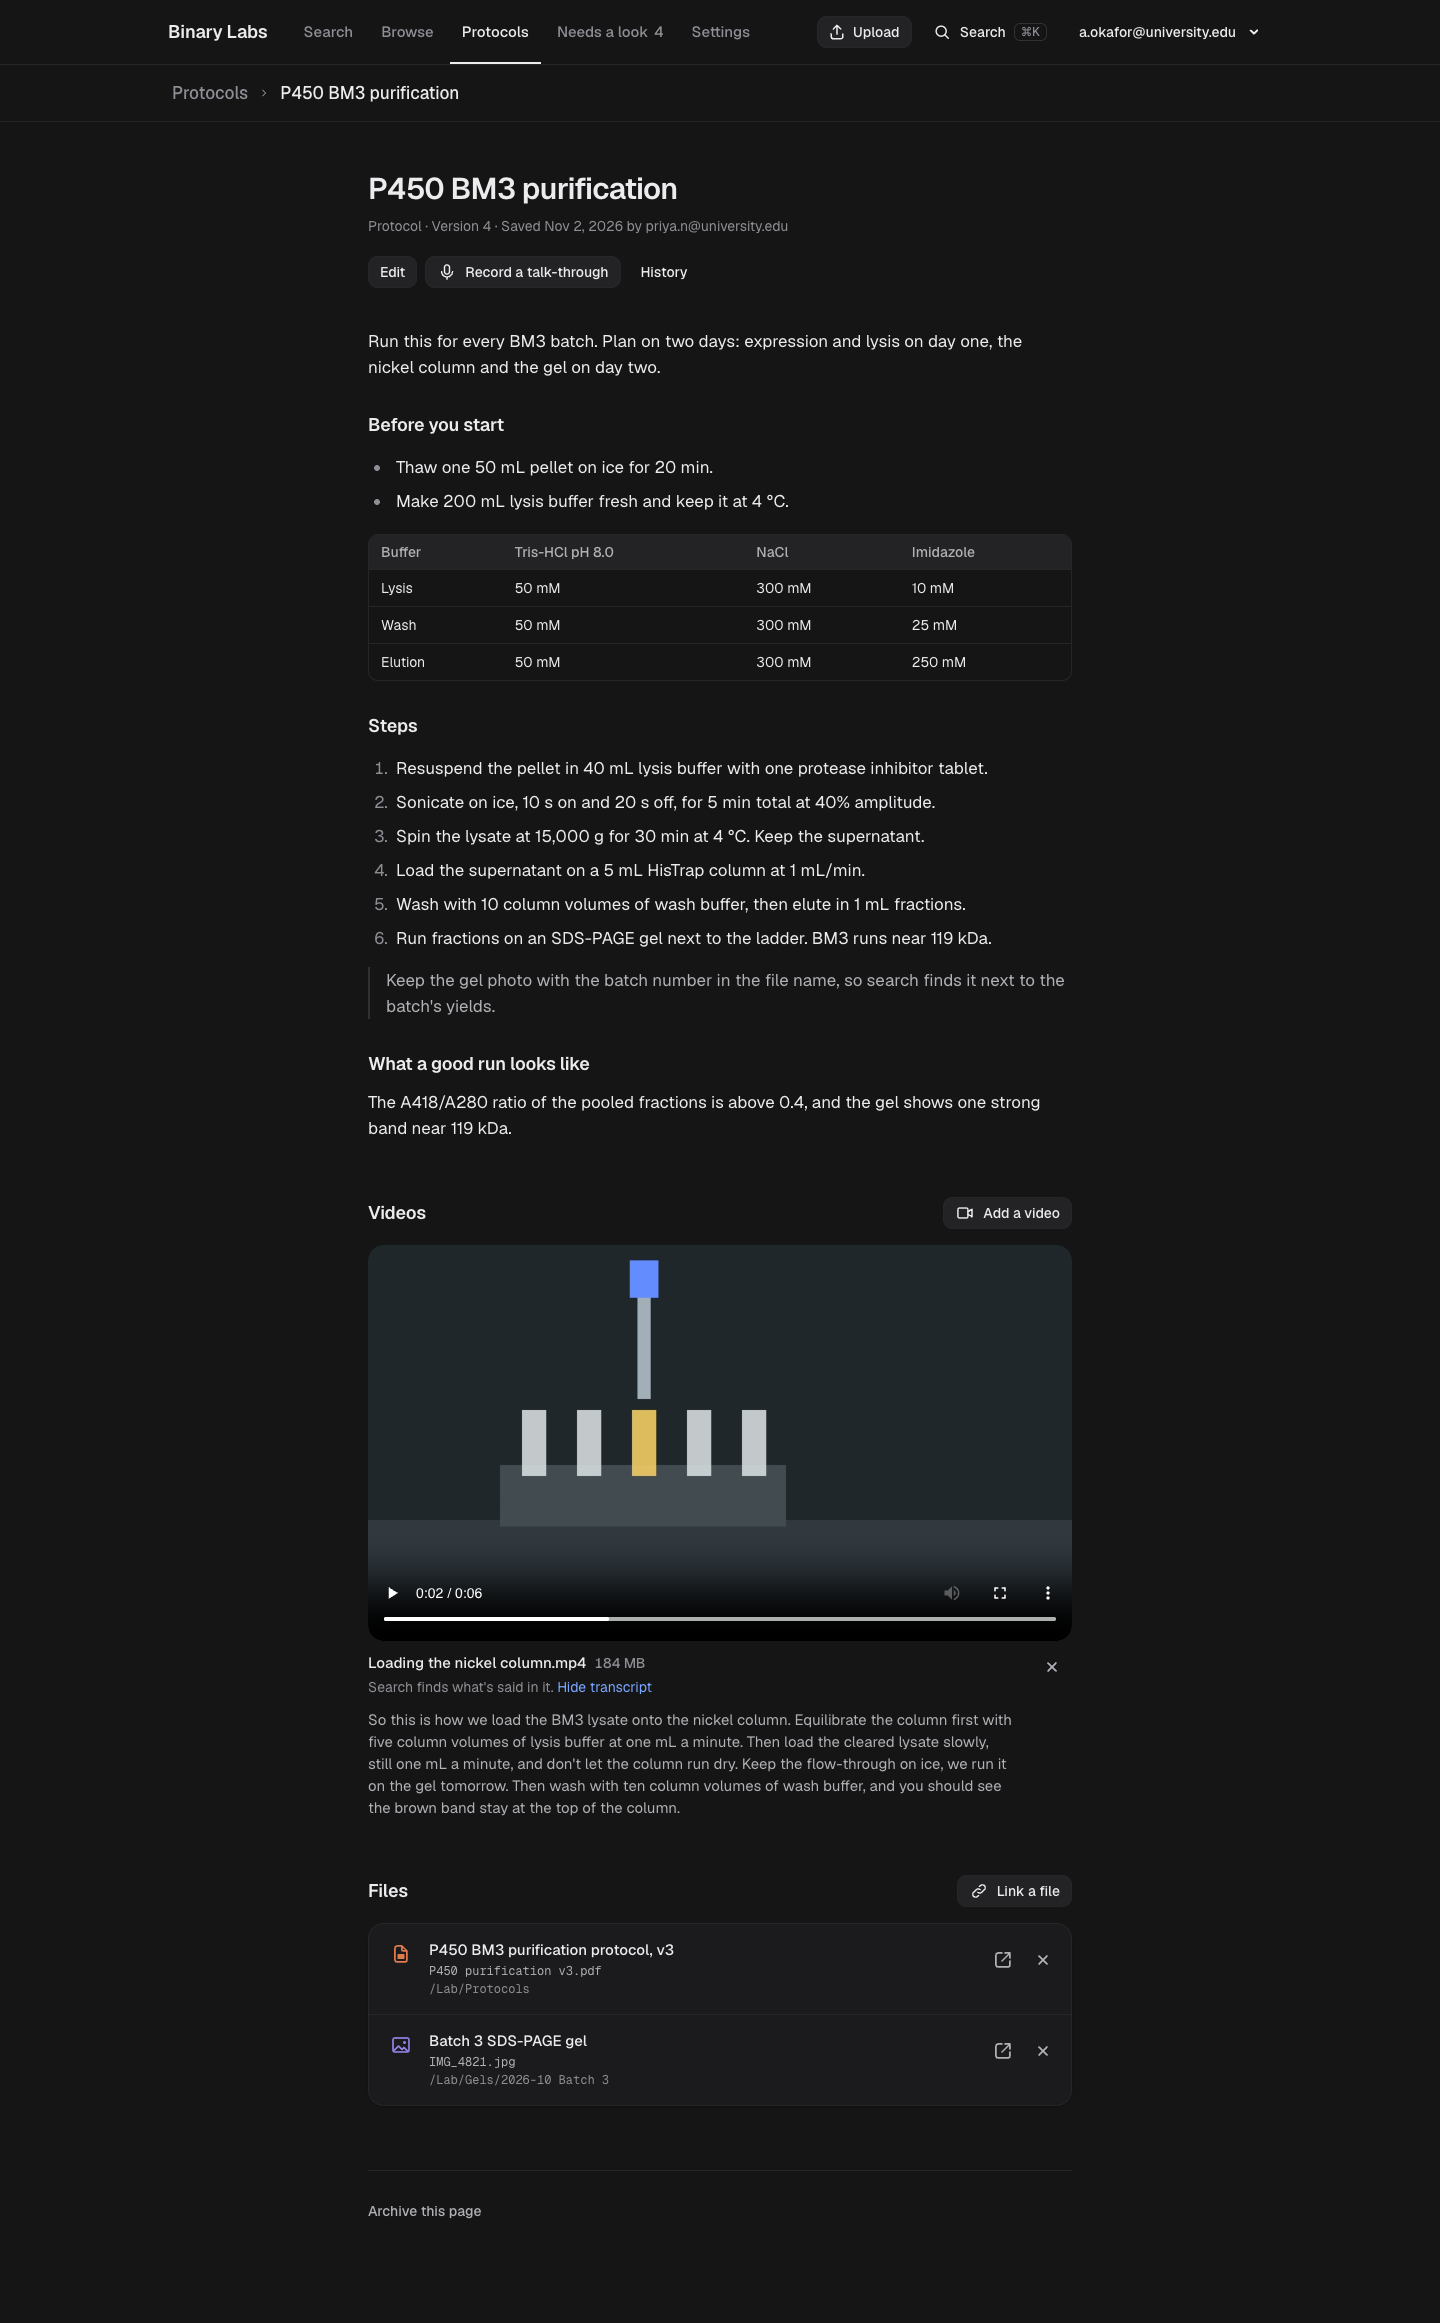 Binary Labs
Search
Browse
Protocols
Needs a look 4
Settings
Upload
Search ⌘K
a.okafor@university.edu
Protocols › P450 BM3 purification
P450 BM3 purification
Protocol · Version 4 · Saved Nov 2, 2026 by priya.n@university.edu
Edit
Record a talk-through
History
Run this for every BM3 batch. Plan on two days: expression and lysis on day one, the
nickel column and the gel on day two.
Before you start
• Thaw one 50 mL pellet on ice for 20 min.
• Make 200 mL lysis buffer fresh and keep it at 4 °C.
Buffer Tris-HCl pH 8.0 NaCl Imidazole
Lysis 50 mM 300 mM 10 mM
Wash 50 mM 300 mM 25 mM
Elution 50 mM 300 mM 250 mM
Steps
1. Resuspend the pellet in 40 mL lysis buffer with one protease inhibitor tablet.
2. Sonicate on ice, 10 s on and 20 s off, for 5 min total at 40% amplitude.
3. Spin the lysate at 15,000 g for 30 min at 4 °C. Keep the supernatant.
4. Load the supernatant on a 5 mL HisTrap column at 1 mL/min.
5. Wash with 10 column volumes of wash buffer, then elute in 1 mL fractions.
6. Run fractions on an SDS-PAGE gel next to the ladder. BM3 runs near 119 kDa.
Keep the gel photo with the batch number in the file name, so search finds it next to the
batch's yields.
What a good run looks like
The A418/A280 ratio of the pooled fractions is above 0.4, and the gel shows one strong
band near 119 kDa.
Videos
Add a video
0:02 / 0:06
Loading the nickel column.mp4 184 MB
Search finds what's said in it. Hide transcript
So this is how we load the BM3 lysate onto the nickel column. Equilibrate the column first with
five column volumes of lysis buffer at one mL a minute. Then load the cleared lysate slowly,
still one mL a minute, and don't let the column run dry. Keep the flow-through on ice, we run it
on the gel tomorrow. Then wash with ten column volumes of wash buffer, and you should see
the brown band stay at the top of the column.
Files
Link a file
P450 BM3 purification protocol, v3
P450 purification v3.pdf
/Lab/Protocols
Batch 3 SDS-PAGE gel
IMG_4821.jpg
/Lab/Gels/2026-10 Batch 3
Archive this page